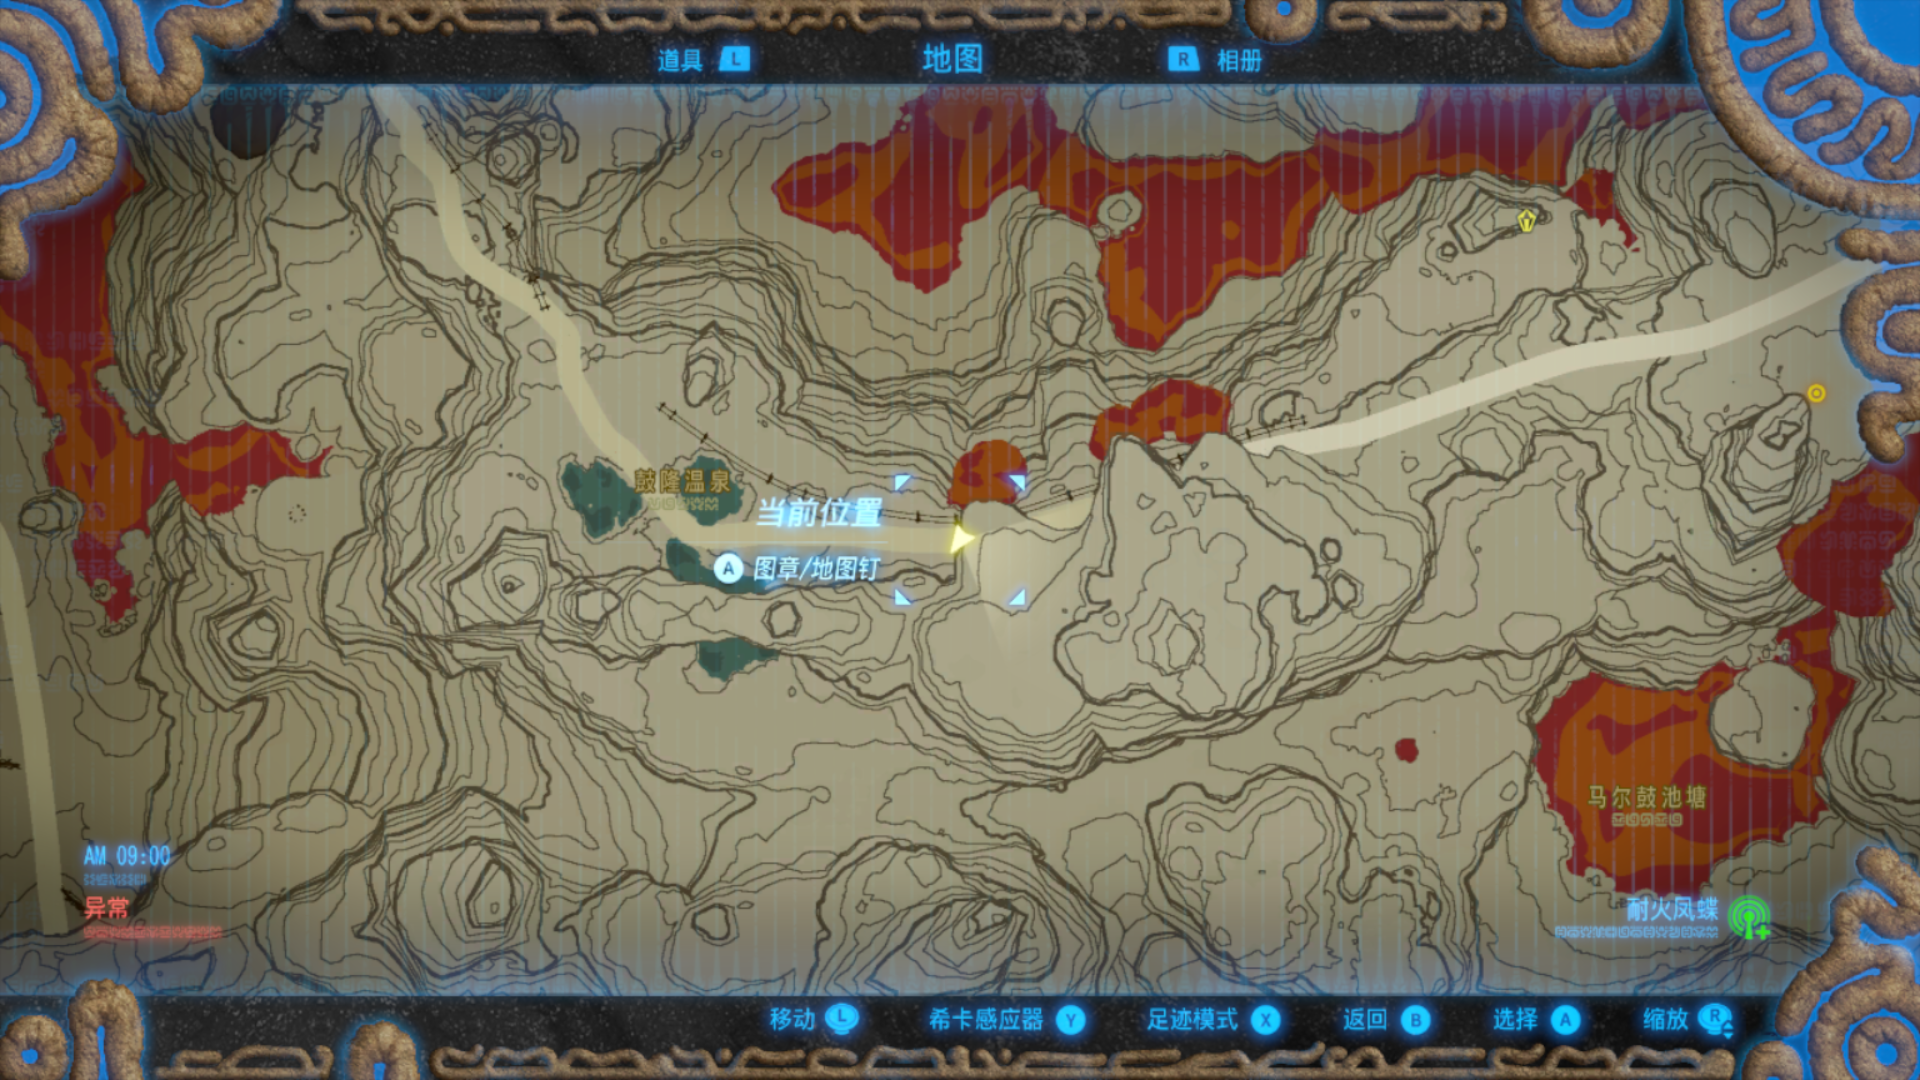 道具 L
地图
R 相册
鼓隆温泉
当前位置
A 图章/地图钉
马尔鼓池塘
AM 09:00
异常
耐火凤蝶
移动 L
希卡感应器 Y
足迹模式 X
返回 B
选择 A
缩放 R